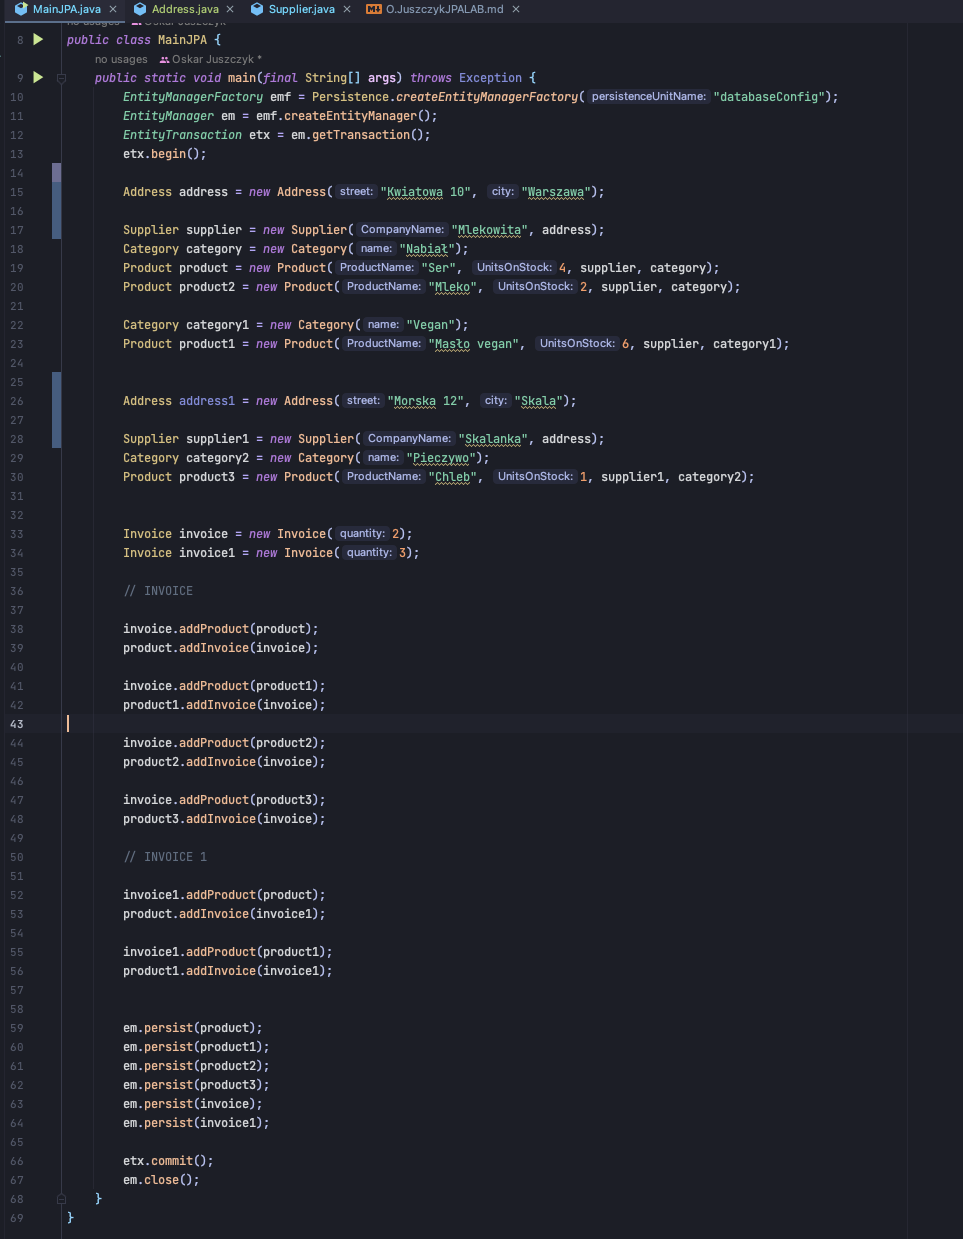 MainJPA.java × Address.java × Supplier.java × O.JuszczykJPALAB.md ×
no usages Oskar Juszczyk
8 public class MainJPA {
no usages Oskar Juszczyk *
9 public static void main(final String[] args) throws Exception {
10 EntityManagerFactory emf = Persistence.createEntityManagerFactory( persistenceUnitName: "databaseConfig");
11 EntityManager em = emf.createEntityManager();
12 EntityTransaction etx = em.getTransaction();
13 etx.begin();
14
15 Address address = new Address( street: "Kwiatowa 10", city: "Warszawa");
16
17 Supplier supplier = new Supplier( CompanyName: "Mlekowita", address);
18 Category category = new Category( name: "Nabiał");
19 Product product = new Product( ProductName: "Ser", UnitsOnStock: 4, supplier, category);
20 Product product2 = new Product( ProductName: "Mleko", UnitsOnStock: 2, supplier, category);
21
22 Category category1 = new Category( name: "Vegan");
23 Product product1 = new Product( ProductName: "Masło vegan", UnitsOnStock: 6, supplier, category1);
24
25
26 Address address1 = new Address( street: "Morska 12", city: "Skala");
27
28 Supplier supplier1 = new Supplier( CompanyName: "Skalanka", address);
29 Category category2 = new Category( name: "Pieczywo");
30 Product product3 = new Product( ProductName: "Chleb", UnitsOnStock: 1, supplier1, category2);
31
32
33 Invoice invoice = new Invoice( quantity: 2);
34 Invoice invoice1 = new Invoice( quantity: 3);
35
36 // INVOICE
37
38 invoice.addProduct(product);
39 product.addInvoice(invoice);
40
41 invoice.addProduct(product1);
42 product1.addInvoice(invoice);
43
44 invoice.addProduct(product2);
45 product2.addInvoice(invoice);
46
47 invoice.addProduct(product3);
48 product3.addInvoice(invoice);
49
50 // INVOICE 1
51
52 invoice1.addProduct(product);
53 product.addInvoice(invoice1);
54
55 invoice1.addProduct(product1);
56 product1.addInvoice(invoice1);
57
58
59 em.persist(product);
60 em.persist(product1);
61 em.persist(product2);
62 em.persist(product3);
63 em.persist(invoice);
64 em.persist(invoice1);
65
66 etx.commit();
67 em.close();
68 }
69 }